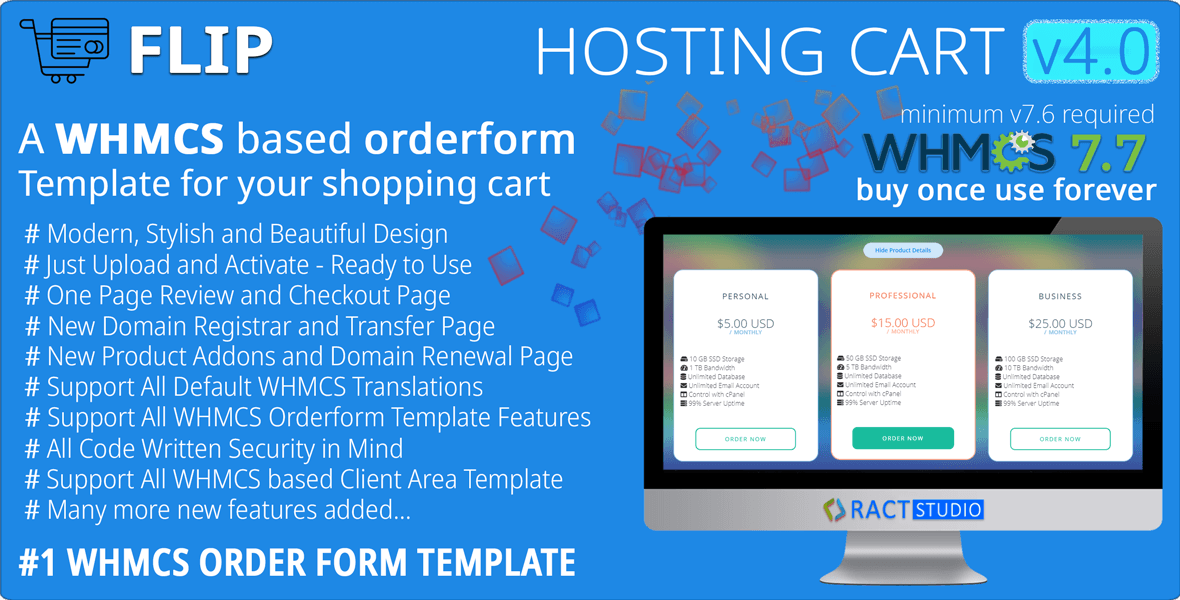 FLIP
HOSTING CART v4.0
minimum v7.6 required
WHMCS 7.7
buy once use forever
A WHMCS based orderform
Template for your shopping cart
# Modern, Stylish and Beautiful Design
# Just Upload and Activate - Ready to Use
# One Page Review and Checkout Page
# New Domain Registrar and Transfer Page
# New Product Addons and Domain Renewal Page
# Support All Default WHMCS Translations
# Support All WHMCS Orderform Template Features
# All Code Written Security in Mind
# Support All WHMCS based Client Area Template
# Many more new features added...
#1 WHMCS ORDER FORM TEMPLATE
Hide Product Details
PERSONAL
$5.00 USD
/ MONTHLY
10 GB SSD Storage
1 TB Bandwidth
Unlimited Database
Unlimited Email Account
Control with cPanel
99% Server Uptime
ORDER NOW
PROFESSIONAL
$15.00 USD
/ MONTHLY
50 GB SSD Storage
5 TB Bandwidth
Unlimited Database
Unlimited Email Account
Control with cPanel
99% Server Uptime
ORDER NOW
BUSINESS
$25.00 USD
/ MONTHLY
100 GB SSD Storage
10 TB Bandwidth
Unlimited Database
Unlimited Email Account
Control with cPanel
99% Server Uptime
ORDER NOW
RACT STUDIO